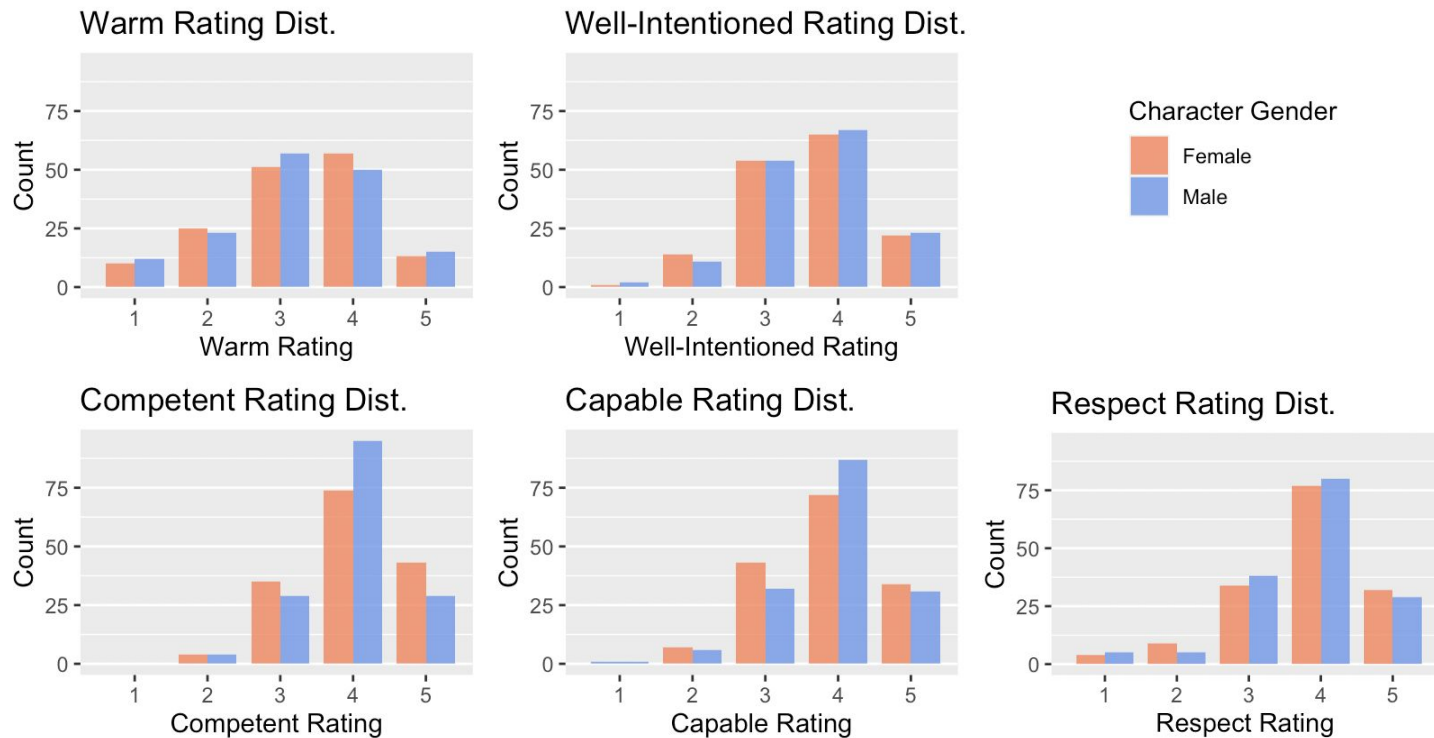 Warm Rating Dist.
Count
75
50
25
0
1 2 3 4 5
Warm Rating
Well-Intentioned Rating Dist.
Count
75
50
25
0
1 2 3 4 5
Well-Intentioned Rating
Character Gender
Female
Male
Competent Rating Dist.
Count
75
50
25
0
1 2 3 4 5
Competent Rating
Capable Rating Dist.
Count
75
50
25
0
1 2 3 4 5
Capable Rating
Respect Rating Dist.
Count
75
50
25
0
1 2 3 4 5
Respect Rating